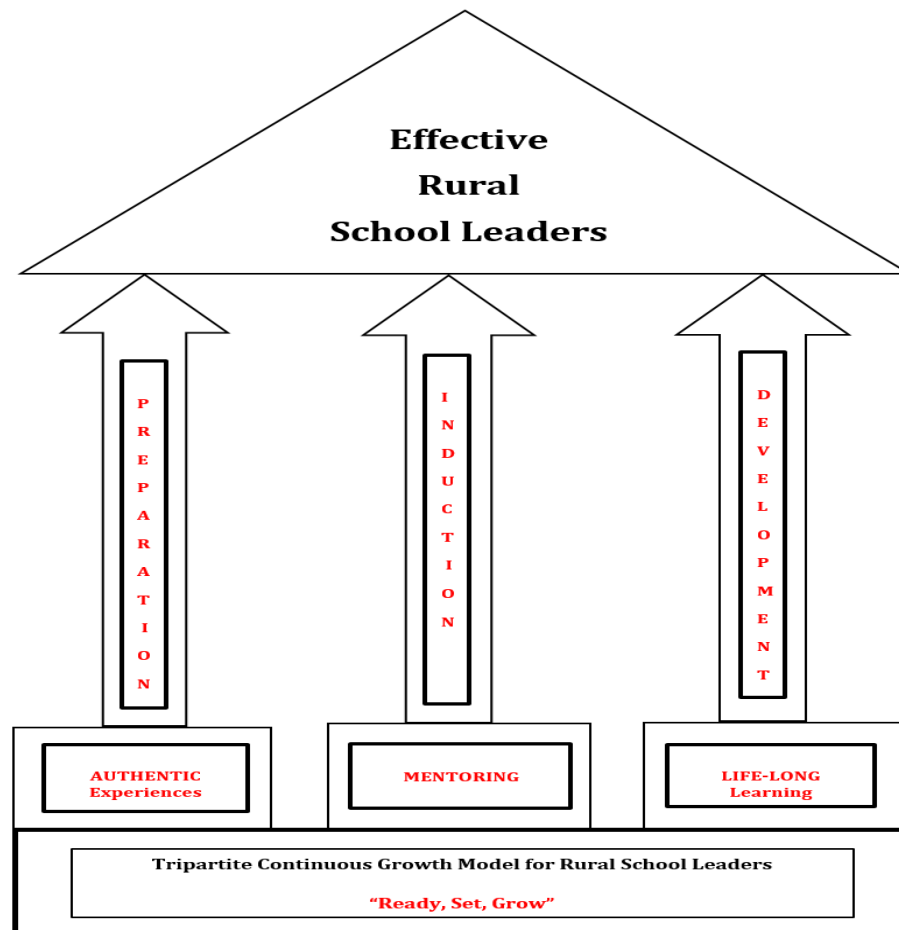 Effective
Rural
School Leaders
PREPARATION
INDUCTION
DEVELOPMENT
AUTHENTIC
Experiences
MENTORING
LIFE-LONG
Learning
Tripartite Continuous Growth Model for Rural School Leaders
“Ready, Set, Grow”